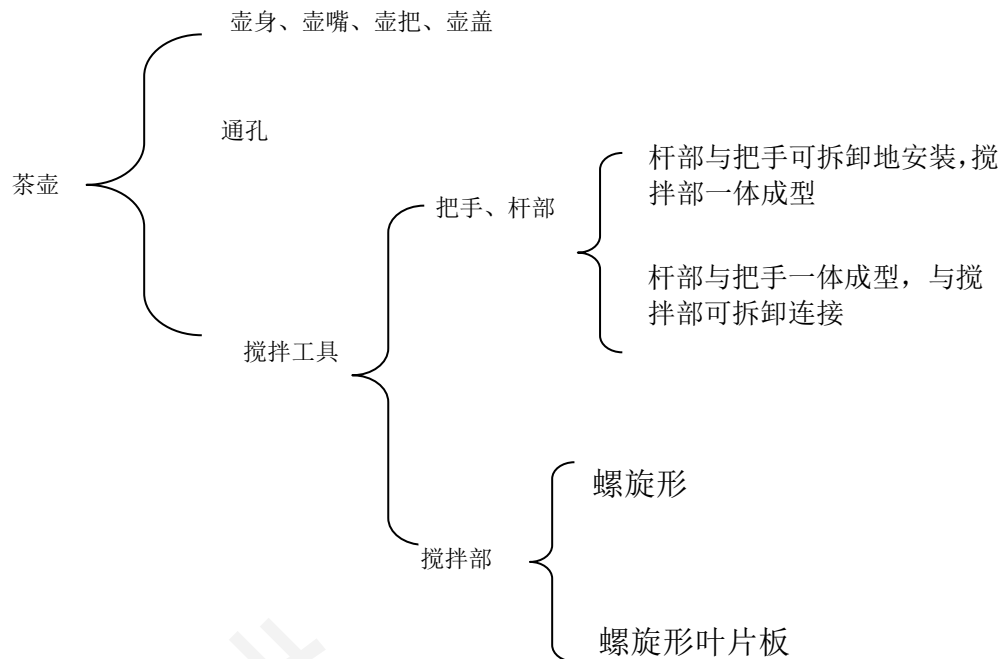 壶身、壶嘴、壶把、壶盖
通孔
茶壶
杆部与把手可拆卸地安装，搅
拌部一体成型
把手、杆部
杆部与把手一体成型，与搅
拌部可拆卸连接
搅拌工具
螺旋形
搅拌部
螺旋形叶片板